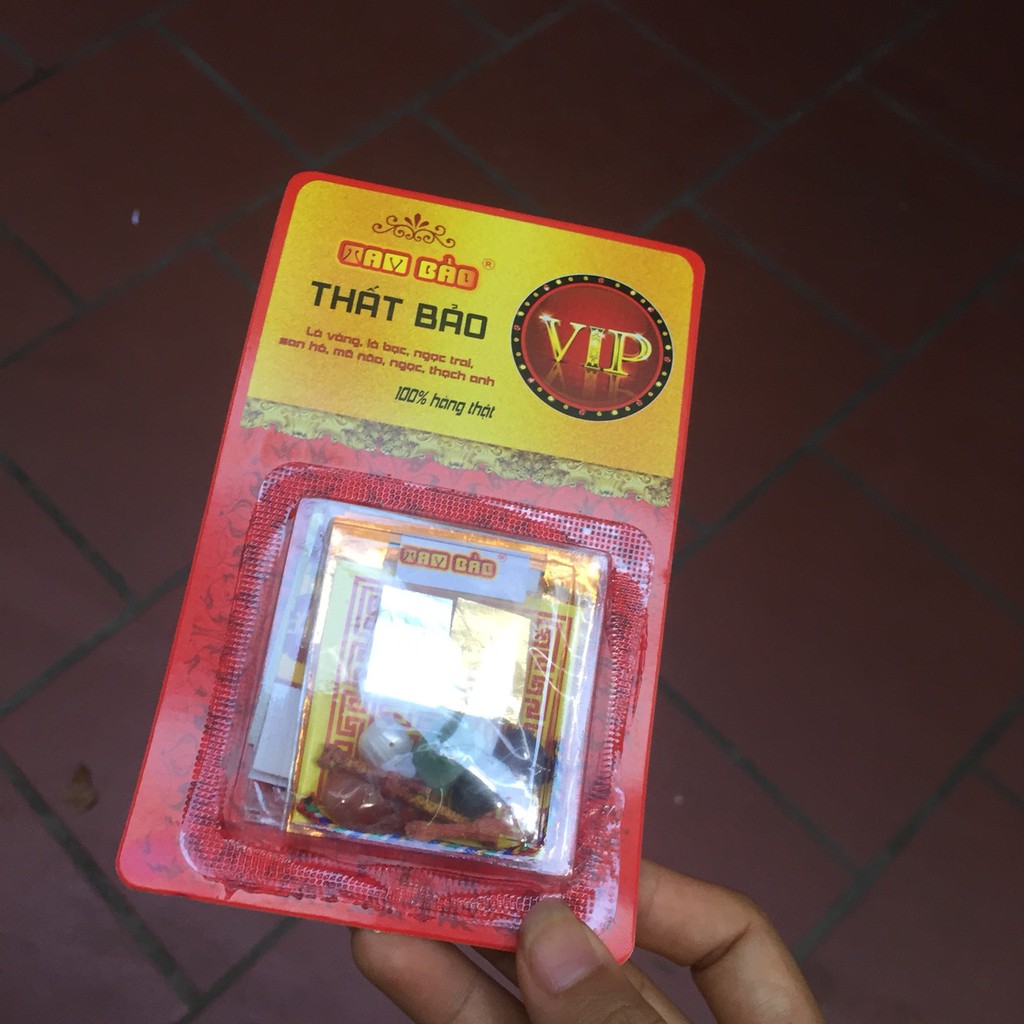 TAM BẢO ®
THẤT BẢO
Lá vàng, lá bạc, ngọc trai,
san hô, mã não, ngọc, thạch anh
100% hàng thật
VIP
TAM BẢO